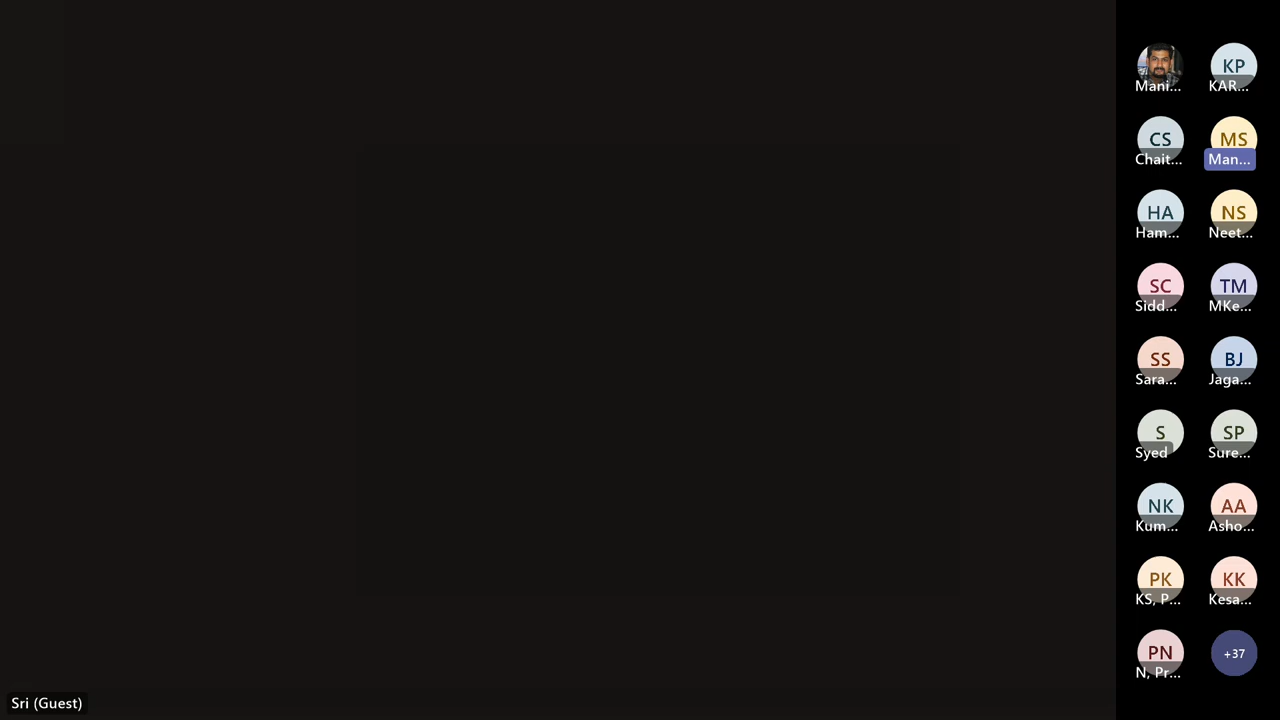 Mani...
KP
KAR...
CS
Chait...
MS
Man...
HA
Ham...
NS
Neet...
SC
Sidd...
TM
MKe...
SS
Sara...
BJ
Jaga...
S
Syed
SP
Sure...
NK
Kum...
AA
Asho...
PK
KS, P...
KK
Kesa...
PN
N, Pr...
+37
Sri (Guest)